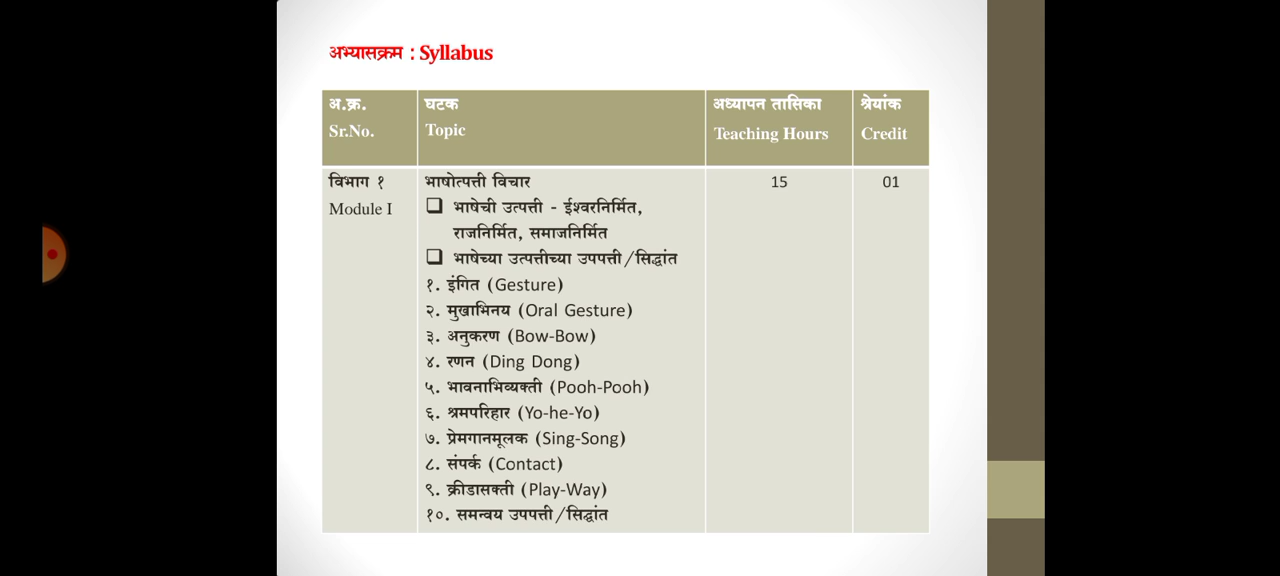 अभ्यासक्रम : Syllabus
अ.क्र.
Sr.No.
घटक
Topic
अध्यापन तासिका
Teaching Hours
श्रेयांक
Credit
विभाग १
Module I
भाषोत्पत्ती विचार
❑ भाषेची उत्पत्ती - ईश्वरनिर्मित,
राजनिर्मित, समाजनिर्मित
❑ भाषेच्या उत्पत्तीच्या उपपत्ती/सिद्धांत
१. इंगित (Gesture)
२. मुखाभिनय (Oral Gesture)
३. अनुकरण (Bow-Bow)
४. रणन (Ding Dong)
५. भावनाभिव्यक्ती (Pooh-Pooh)
६. श्रमपरिहार (Yo-he-Yo)
७. प्रेमगानमूलक (Sing-Song)
८. संपर्क (Contact)
९. क्रीडासक्ती (Play-Way)
१०. समन्वय उपपत्ती/सिद्धांत
15
01